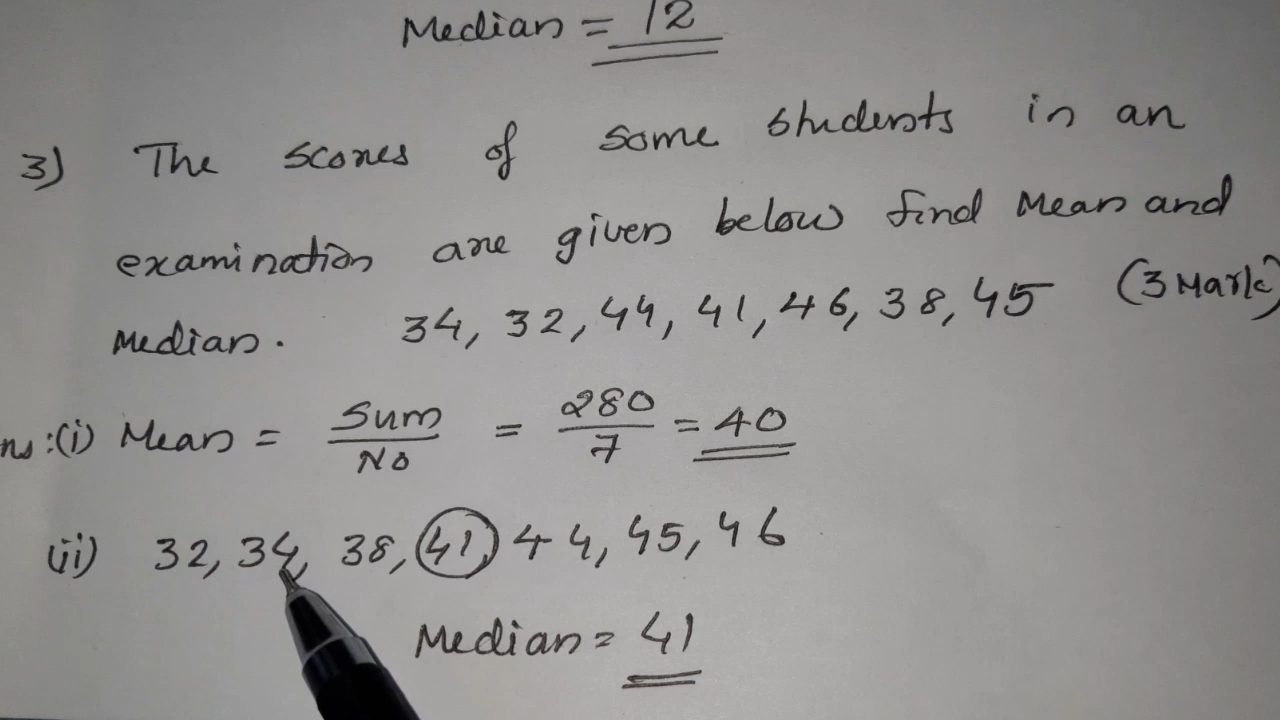 Median = 12
3) The scores of some students in an
examination are given below find Mean and
Median. 34, 32, 44, 41, 46, 38, 45 (3 Mark)
ns:(i) Mean = Sum/No = 280/7 = 40
(ii) 32, 34, 38, 41, 44, 45, 46
Median = 41